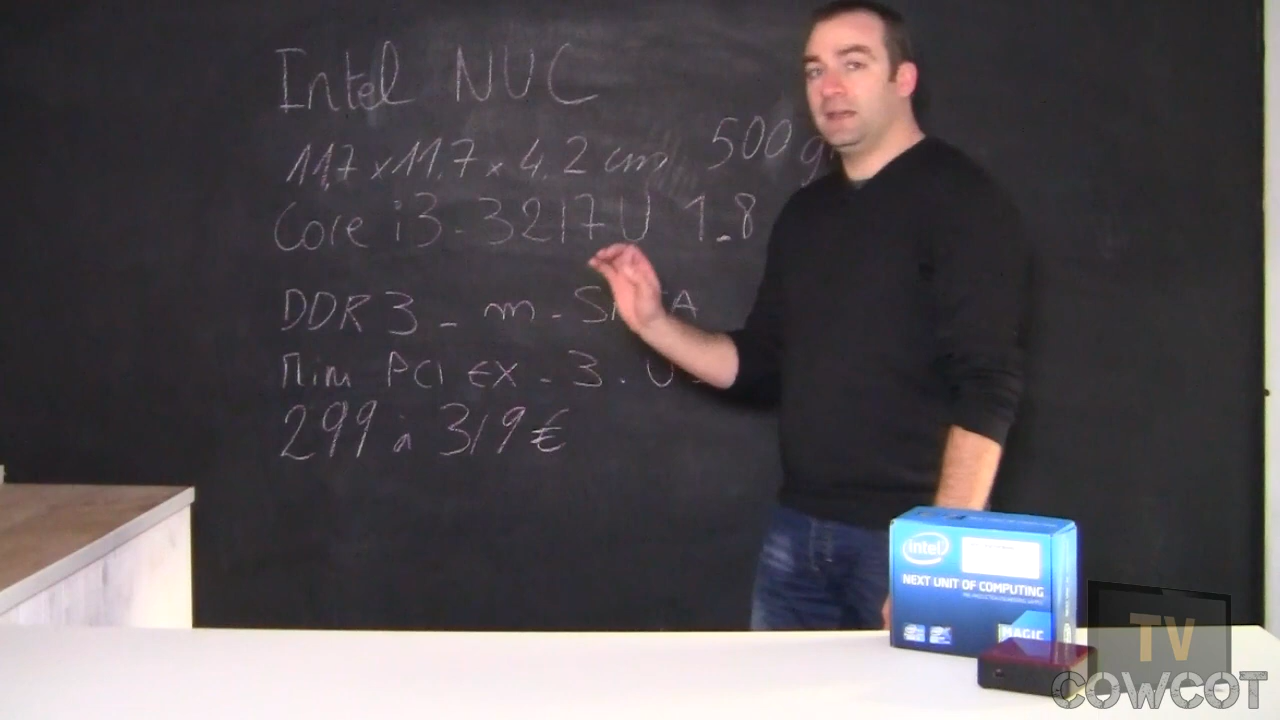 Intel NUC
11,7 x 11.7 x 4.2 cm 500 g
Core i3 - 3217U 1.8
DDR3 - m - SATA
Mini PCI EX - 3. U
299 à 319 €
intel
NEXT UNIT OF COMPUTING
MAGIC
TV
COWCOT